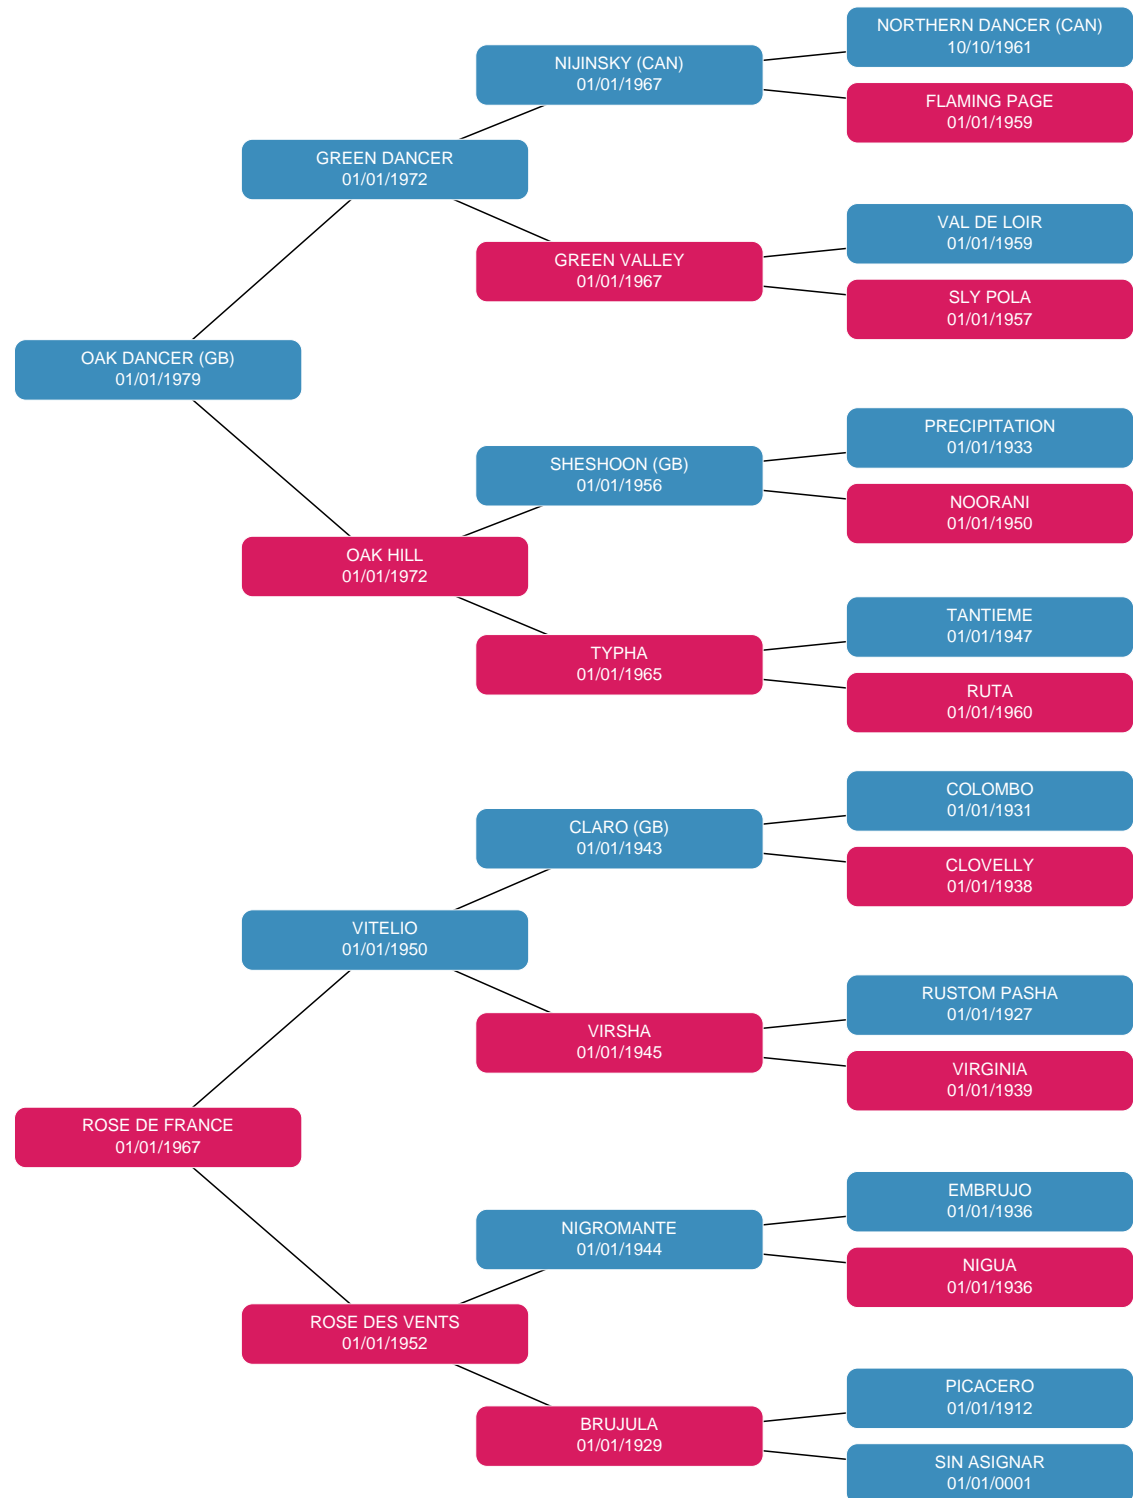 NORTHERN DANCER (CAN)
10/10/1961
NIJINSKY (CAN)
01/01/1967
FLAMING PAGE
01/01/1959
GREEN DANCER
01/01/1972
VAL DE LOIR
01/01/1959
GREEN VALLEY
01/01/1967
SLY POLA
01/01/1957
OAK DANCER (GB)
01/01/1979
PRECIPITATION
01/01/1933
SHESHOON (GB)
01/01/1956
NOORANI
01/01/1950
OAK HILL
01/01/1972
TANTIEME
01/01/1947
TYPHA
01/01/1965
RUTA
01/01/1960
COLOMBO
01/01/1931
CLARO (GB)
01/01/1943
CLOVELLY
01/01/1938
VITELIO
01/01/1950
RUSTOM PASHA
01/01/1927
VIRSHA
01/01/1945
VIRGINIA
01/01/1939
ROSE DE FRANCE
01/01/1967
EMBRUJO
01/01/1936
NIGROMANTE
01/01/1944
NIGUA
01/01/1936
ROSE DES VENTS
01/01/1952
PICACERO
01/01/1912
BRUJULA
01/01/1929
SIN ASIGNAR
01/01/0001